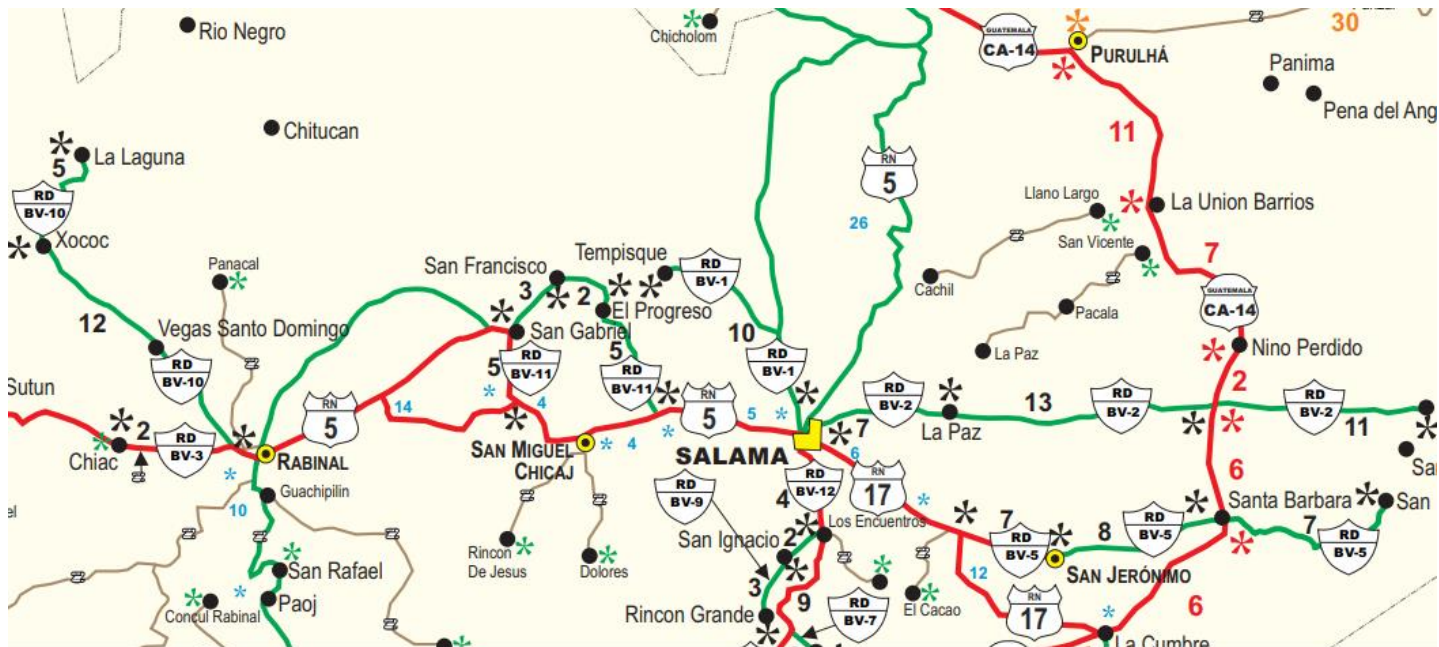 Rio Negro
Chicholom
GUATEMALA
CA-14
PURULHÁ
30
Panima
Pena del Ang
Chitucan
11
La Laguna
5
RD
BV-10
RN
5
Llano Largo
La Union Barrios
Xococ
26
San Vicente
7
Panacal
San Francisco
Tempisque
RD
BV-1
Cachil
GUATEMALA
CA-14
3
2
El Progreso
Pacala
12
Vegas Santo Domingo
San Gabriel
10
La Paz
Nino Perdido
RD
BV-10
5
RD
BV-11
5
RD
BV-11
RD
BV-1
2
Sutun
RN
5
14
4
RN
5
5
RD
BV-2
13
RD
BV-2
RD
BV-2
2
RD
BV-3
4
7
La Paz
11
Chiac
RABINAL
SAN MIGUEL
CHICAJ
SALAMA
6
RN
17
6
10
Guachipilin
RD
BV-9
4
RD
BV-12
Los Encuentros
Santa Barbara
San
7
RD
BV-5
8
RD
BV-5
7
RD
BV-5
San Ignacio
2
Rincon
De Jesus
Dolores
SAN JERÓNIMO
San Rafael
12
Concul Rabinal
Paoj
3
9
El Cacao
6
Rincon Grande
RD
BV-7
RN
17
La Cumbre